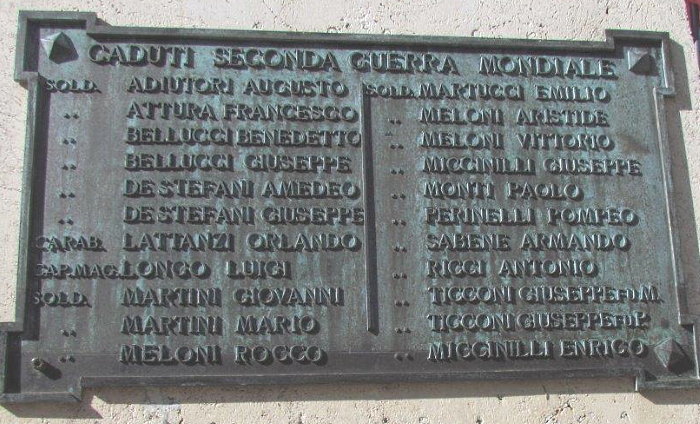 CADUTI SECONDA GUERRA MONDIALE
SOLD. ADIUTORI AUGUSTO
" ATTURA FRANCESCO
" BELLUCCI BENEDETTO
" BELLUCCI GIUSEPPE
" DE STEFANI AMEDEO
" DE STEFANI GIUSEPPE
CARAB. LATTANZI ORLANDO
CAP.MAG. LONGO LUIGI
SOLD. MARTINI GIOVANNI
" MARTINI MARIO
" MELONI ROCCO
SOLD. MARTUCCI EMILIO
" MELONI ARISTIDE
" MELONI VITTORIO
" MICCINILLI GIUSEPPE
" MONTI PAOLO
" PERINELLI POMPEO
" SABENE ARMANDO
" RICCI ANTONIO
" TICCONI GIUSEPPE FU M.
" TICCONI GIUSEPPE DI P.
" MICCINILLI ENRICO